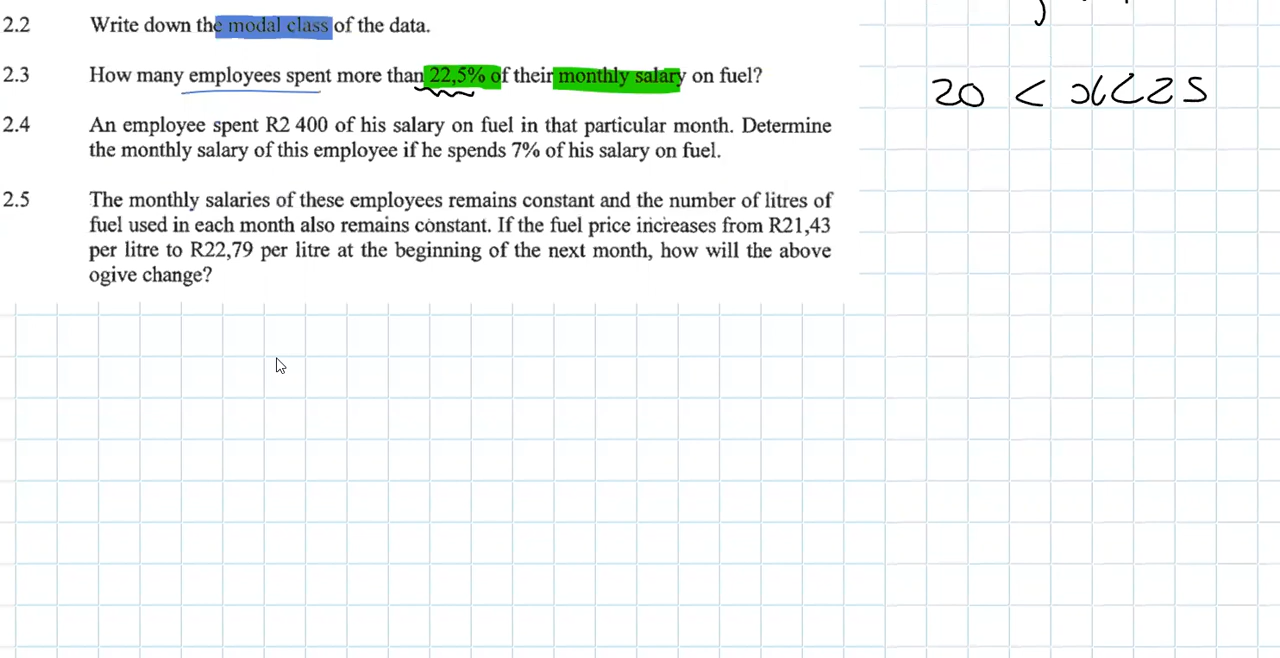 2.2 Write down the modal class of the data.
2.3 How many employees spent more than 22,5% of their monthly salary on fuel?
20 < x < 25
2.4 An employee spent R2 400 of his salary on fuel in that particular month. Determine
the monthly salary of this employee if he spends 7% of his salary on fuel.
2.5 The monthly salaries of these employees remains constant and the number of litres of
fuel used in each month also remains constant. If the fuel price increases from R21,43
per litre to R22,79 per litre at the beginning of the next month, how will the above
ogive change?